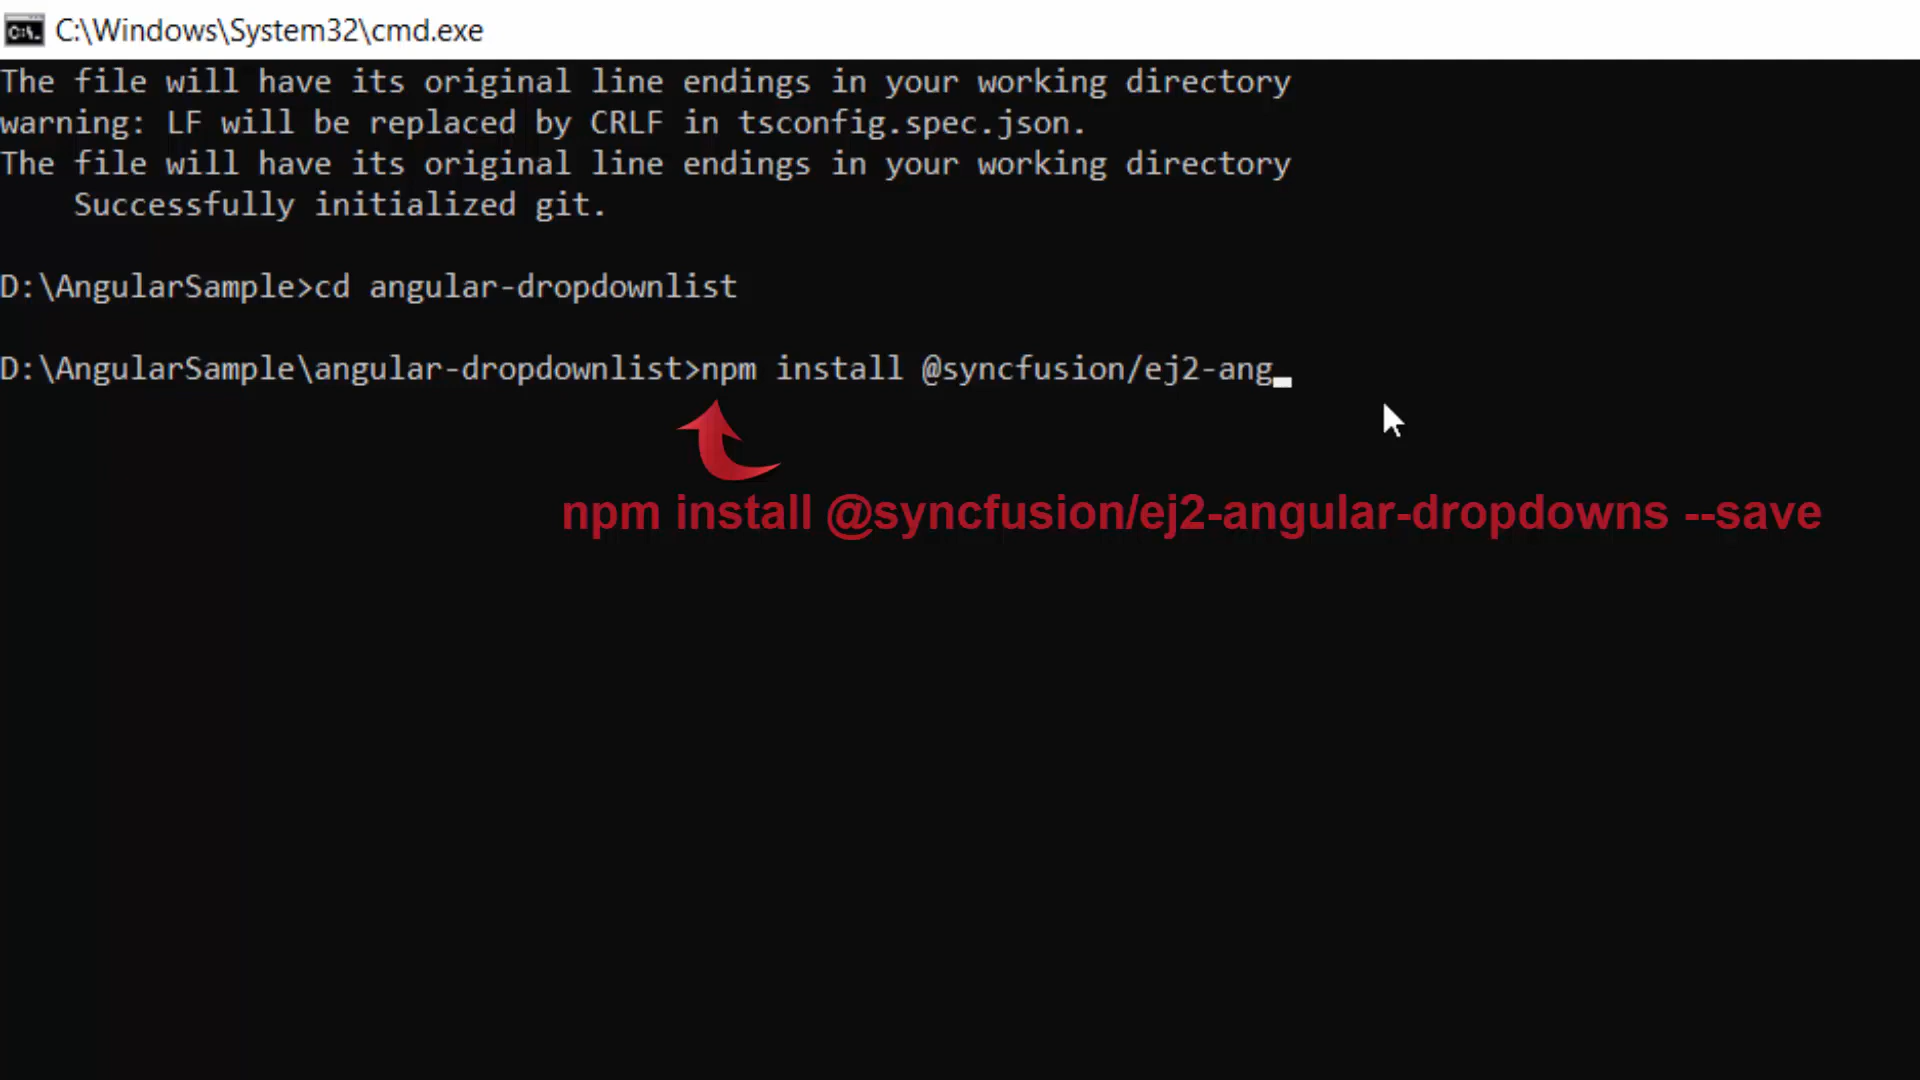 C:\Windows\System32\cmd.exe
The file will have its original line endings in your working directory
warning: LF will be replaced by CRLF in tsconfig.spec.json.
The file will have its original line endings in your working directory
Successfully initialized git.
D:\AngularSample>cd angular-dropdownlist
D:\AngularSample\angular-dropdownlist>npm install @syncfusion/ej2-ang_
npm install @syncfusion/ej2-angular-dropdowns --save